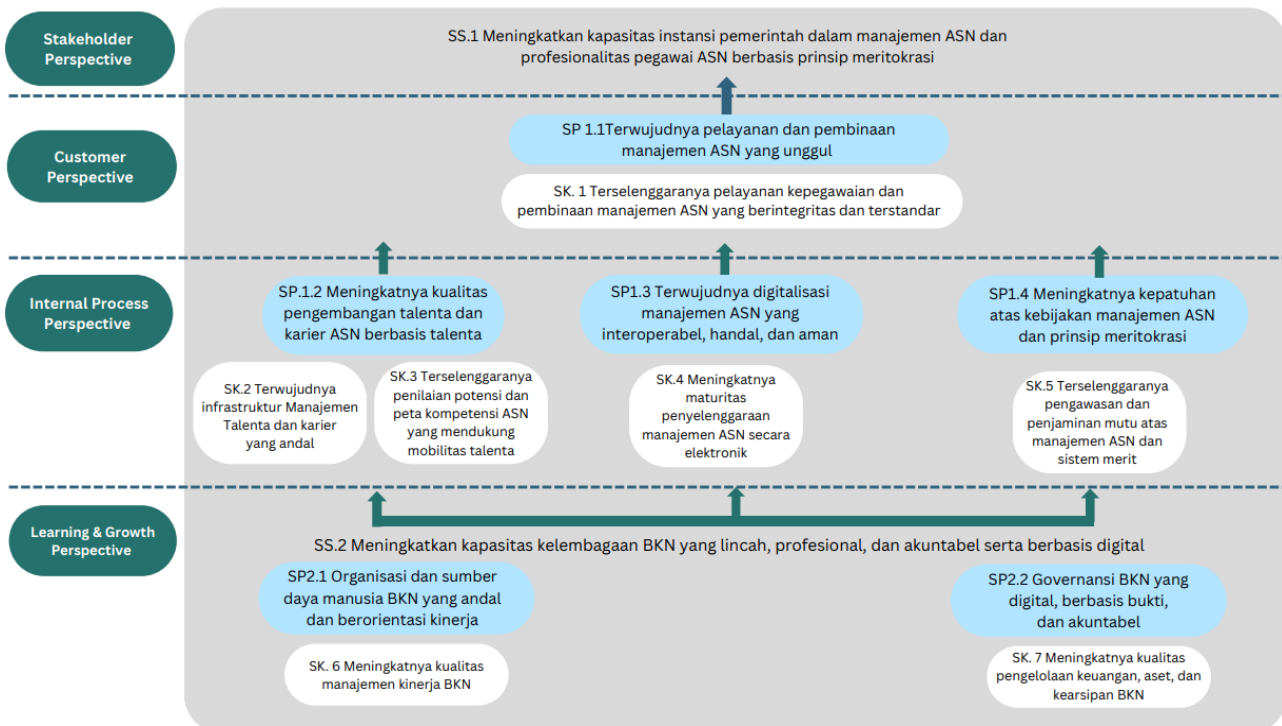 Stakeholder
Perspective
SS.1 Meningkatkan kapasitas instansi pemerintah dalam manajemen ASN dan
profesionalitas pegawai ASN berbasis prinsip meritokrasi
Customer
Perspective
SP 1.1Terwujudnya pelayanan dan pembinaan
manajemen ASN yang unggul
SK. 1 Terselenggaranya pelayanan kepegawaian dan
pembinaan manajemen ASN yang berintegritas dan terstandar
Internal Process
Perspective
SP.1.2 Meningkatnya kualitas
pengembangan talenta dan
karier ASN berbasis talenta
SK.2 Terwujudnya
infrastruktur Manajemen
Talenta dan karier
yang andal
SK.3 Terselenggaranya
penilaian potensi dan
peta kompetensi ASN
yang mendukung
mobilitas talenta
SP1.3 Terwujudnya digitalisasi
manajemen ASN yang
interoperabel, handal, dan aman
SK.4 Meningkatnya
maturitas
penyelenggaraan
manajemen ASN secara
elektronik
SP1.4 Meningkatnya kepatuhan
atas kebijakan manajemen ASN
dan prinsip meritokrasi
SK.5 Terselenggaranya
pengawasan dan
penjaminan mutu atas
manajemen ASN dan
sistem merit
Learning & Growth
Perspective
SS.2 Meningkatkan kapasitas kelembagaan BKN yang lincah, profesional, dan akuntabel serta berbasis digital
SP2.1 Organisasi dan sumber
daya manusia BKN yang andal
dan berorientasi kinerja
SK. 6 Meningkatnya kualitas
manajemen kinerja BKN
SP2.2 Governansi BKN yang
digital, berbasis bukti,
dan akuntabel
SK. 7 Meningkatnya kualitas
pengelolaan keuangan, aset, dan
kearsipan BKN